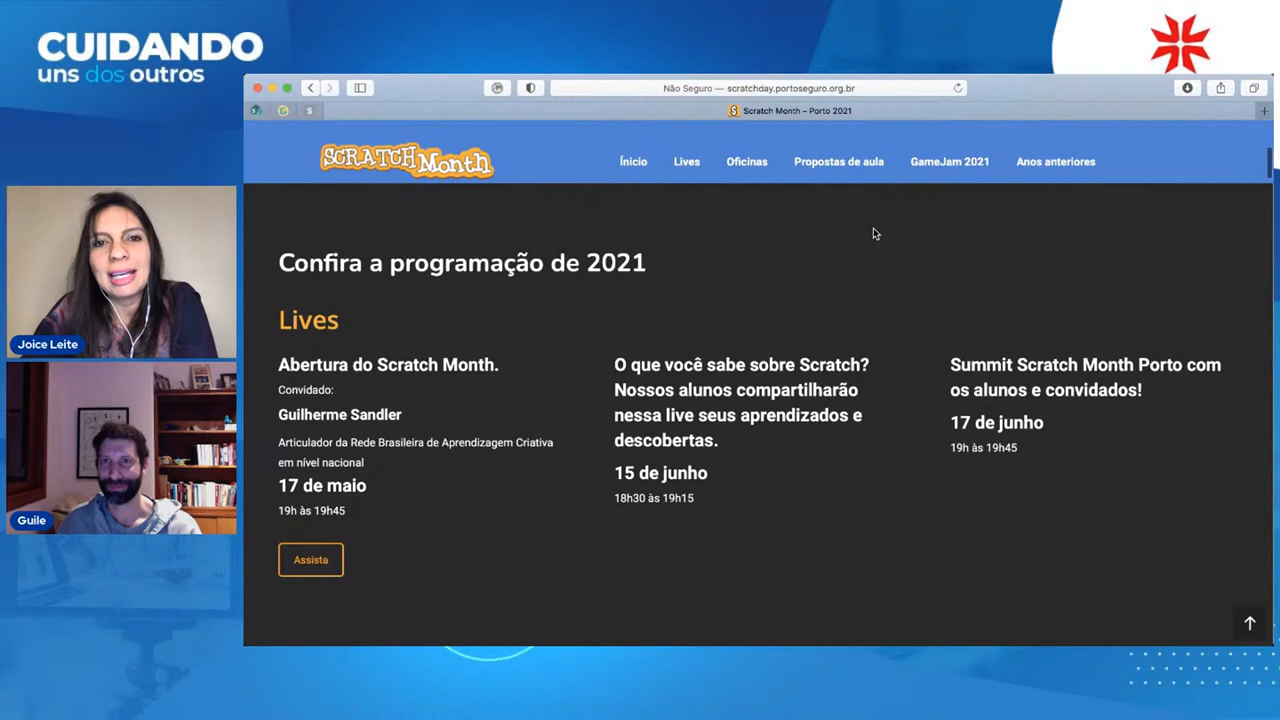 CUIDANDO
uns dos outros
Não Seguro — scratchday.portoseguro.org.br
S
S Scratch Month – Porto 2021
SCRATCH Month
Ínicio
Lives
Oficinas
Propostas de aula
GameJam 2021
Anos anteriores
Confira a programação de 2021
Lives
Abertura do Scratch Month.
Convidado:
Guilherme Sandler
Articulador da Rede Brasileira de Aprendizagem Criativa
em nível nacional
17 de maio
19h às 19h45
Assista
O que você sabe sobre Scratch?
Nossos alunos compartilharão
nessa live seus aprendizados e
descobertas.
15 de junho
18h30 às 19h15
Summit Scratch Month Porto com
os alunos e convidados!
17 de junho
19h às 19h45
Joice Leite
Guile